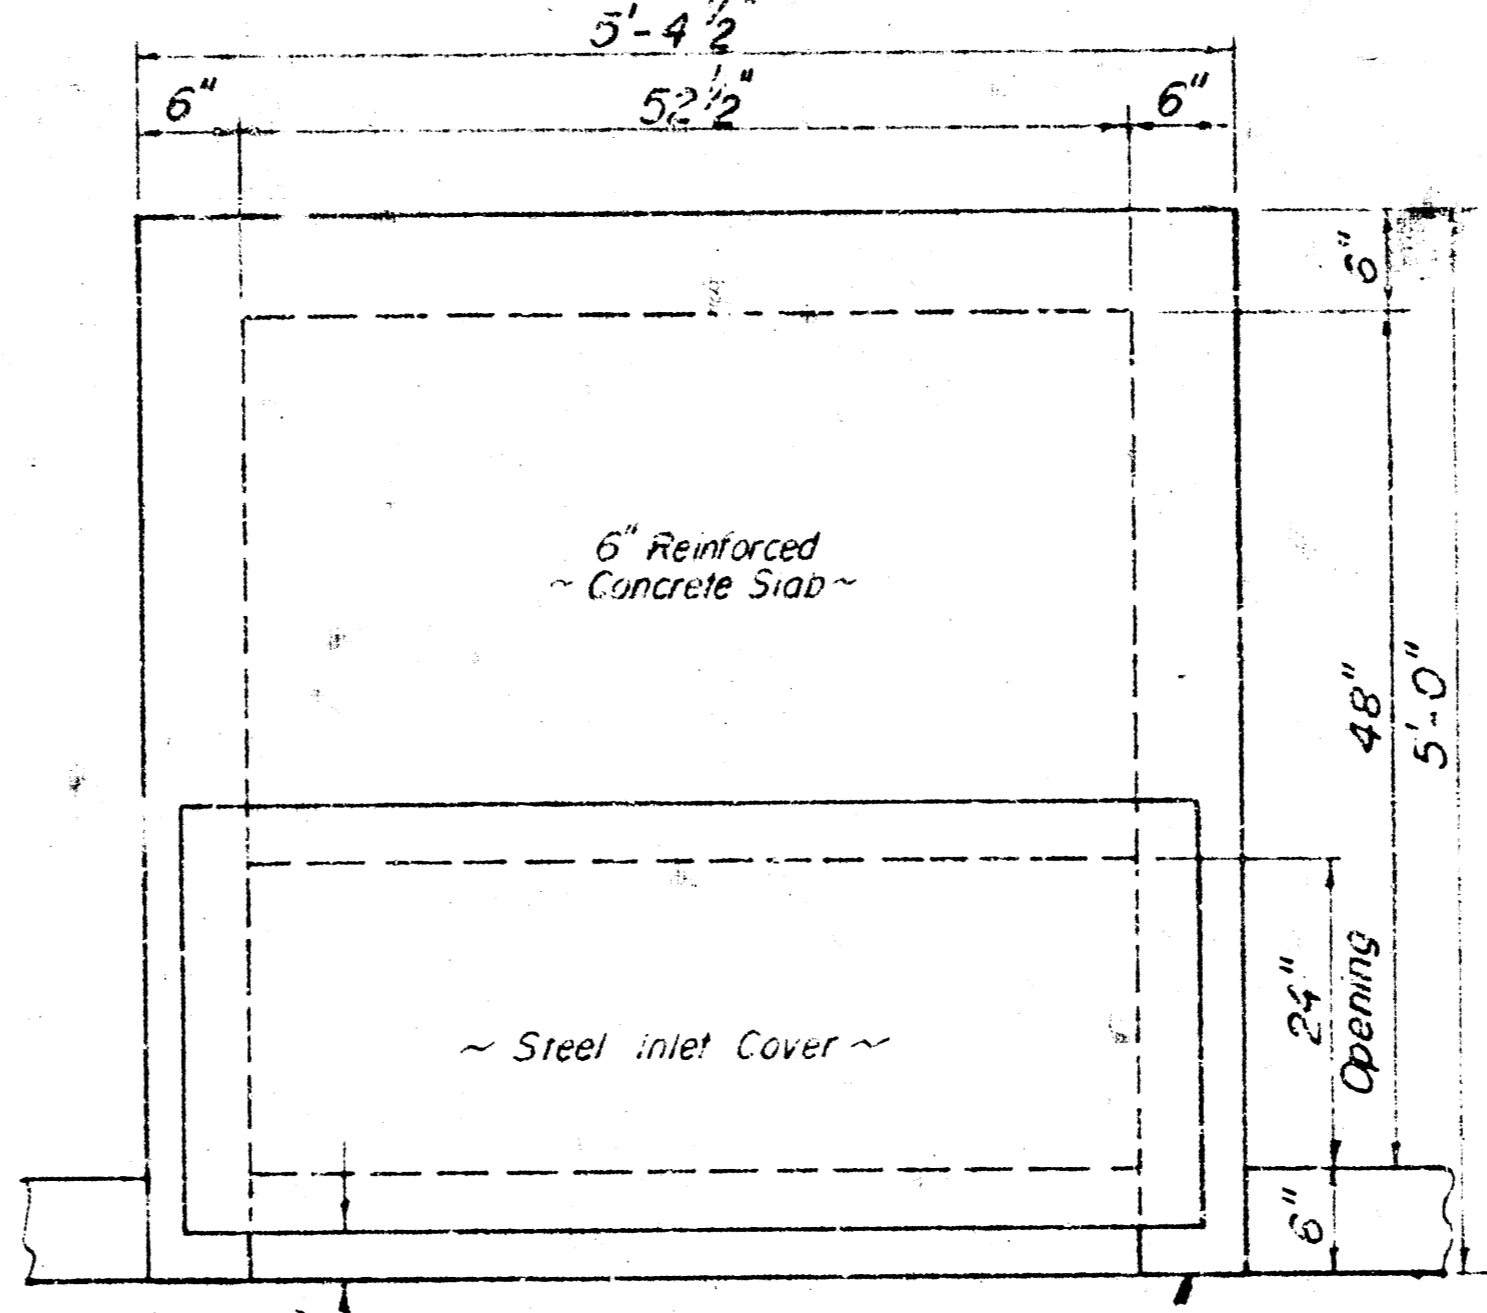 5'-4 1/2"
6" 52 1/2" 6"
6"
6" Reinforced
~ Concrete Slab ~
48"
5'-0"
24"
Opening
~ Steel Inlet Cover ~
6"